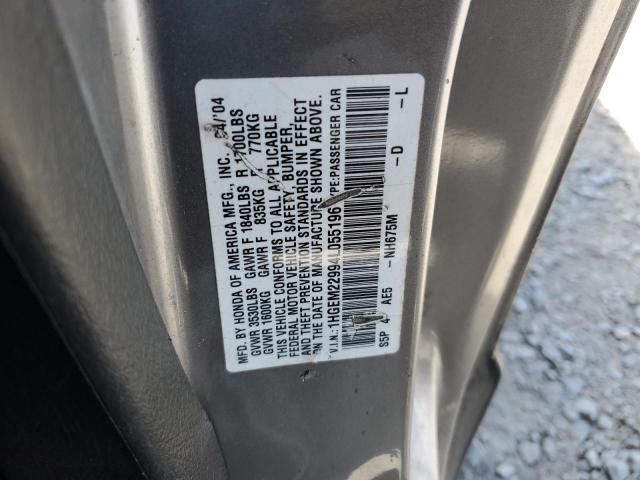 MFD. BY HONDA OF AMERICA MFG., INC. /'04
GVWR 3530LBS GAWR F 1840LBS R 1700LBS
GVWR 1600KG GAWR F 835KG R 770KG
THIS VEHICLE CONFORMS TO ALL APPLICABLE
FEDERAL MOTOR VEHICLE SAFETY, BUMPER,
AND THEFT PREVENTION STANDARDS IN EFFECT
ON THE DATE OF MANUFACTURE SHOWN ABOVE.
V.I.N.:1HGEM22994L055196 TYPE:PASSENGER CAR
S5P 4 AE5 -NH675M -D -L